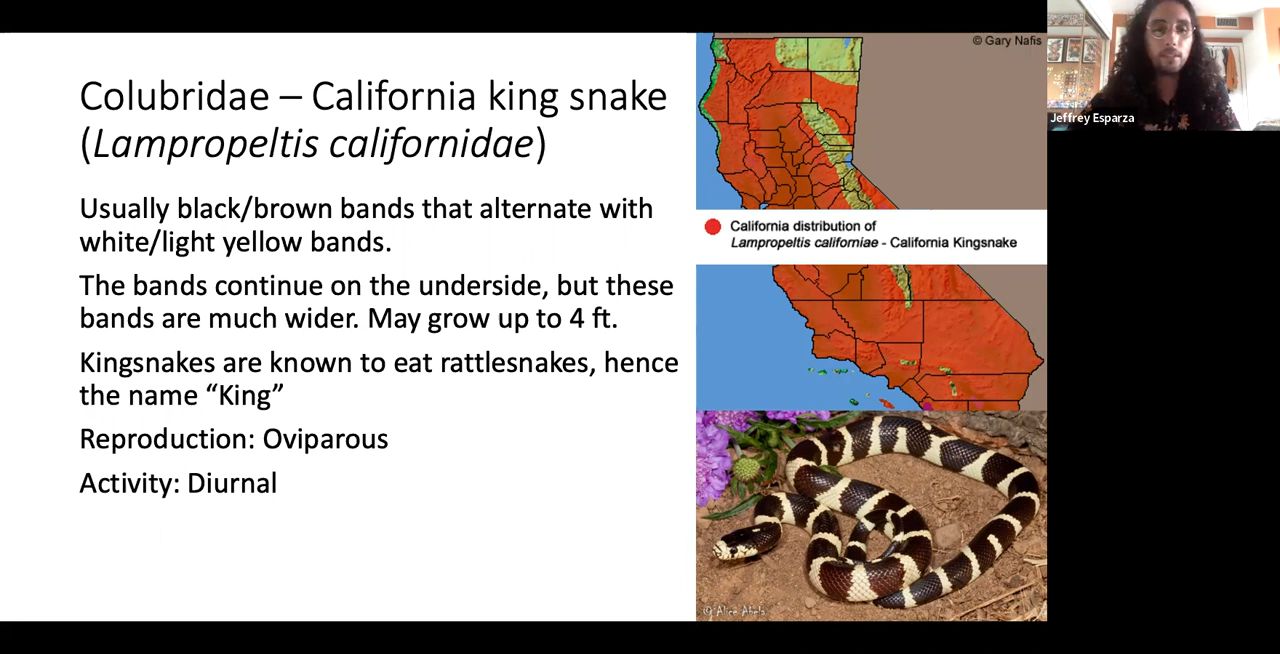 Colubridae – California king snake
(Lampropeltis californidae)
Usually black/brown bands that alternate with
white/light yellow bands.
The bands continue on the underside, but these
bands are much wider. May grow up to 4 ft.
Kingsnakes are known to eat rattlesnakes, hence
the name “King”
Reproduction: Oviparous
Activity: Diurnal
© Gary Nafis
California distribution of
Lampropeltis californiae - California Kingsnake
© Alice Abela
Jeffrey Esparza